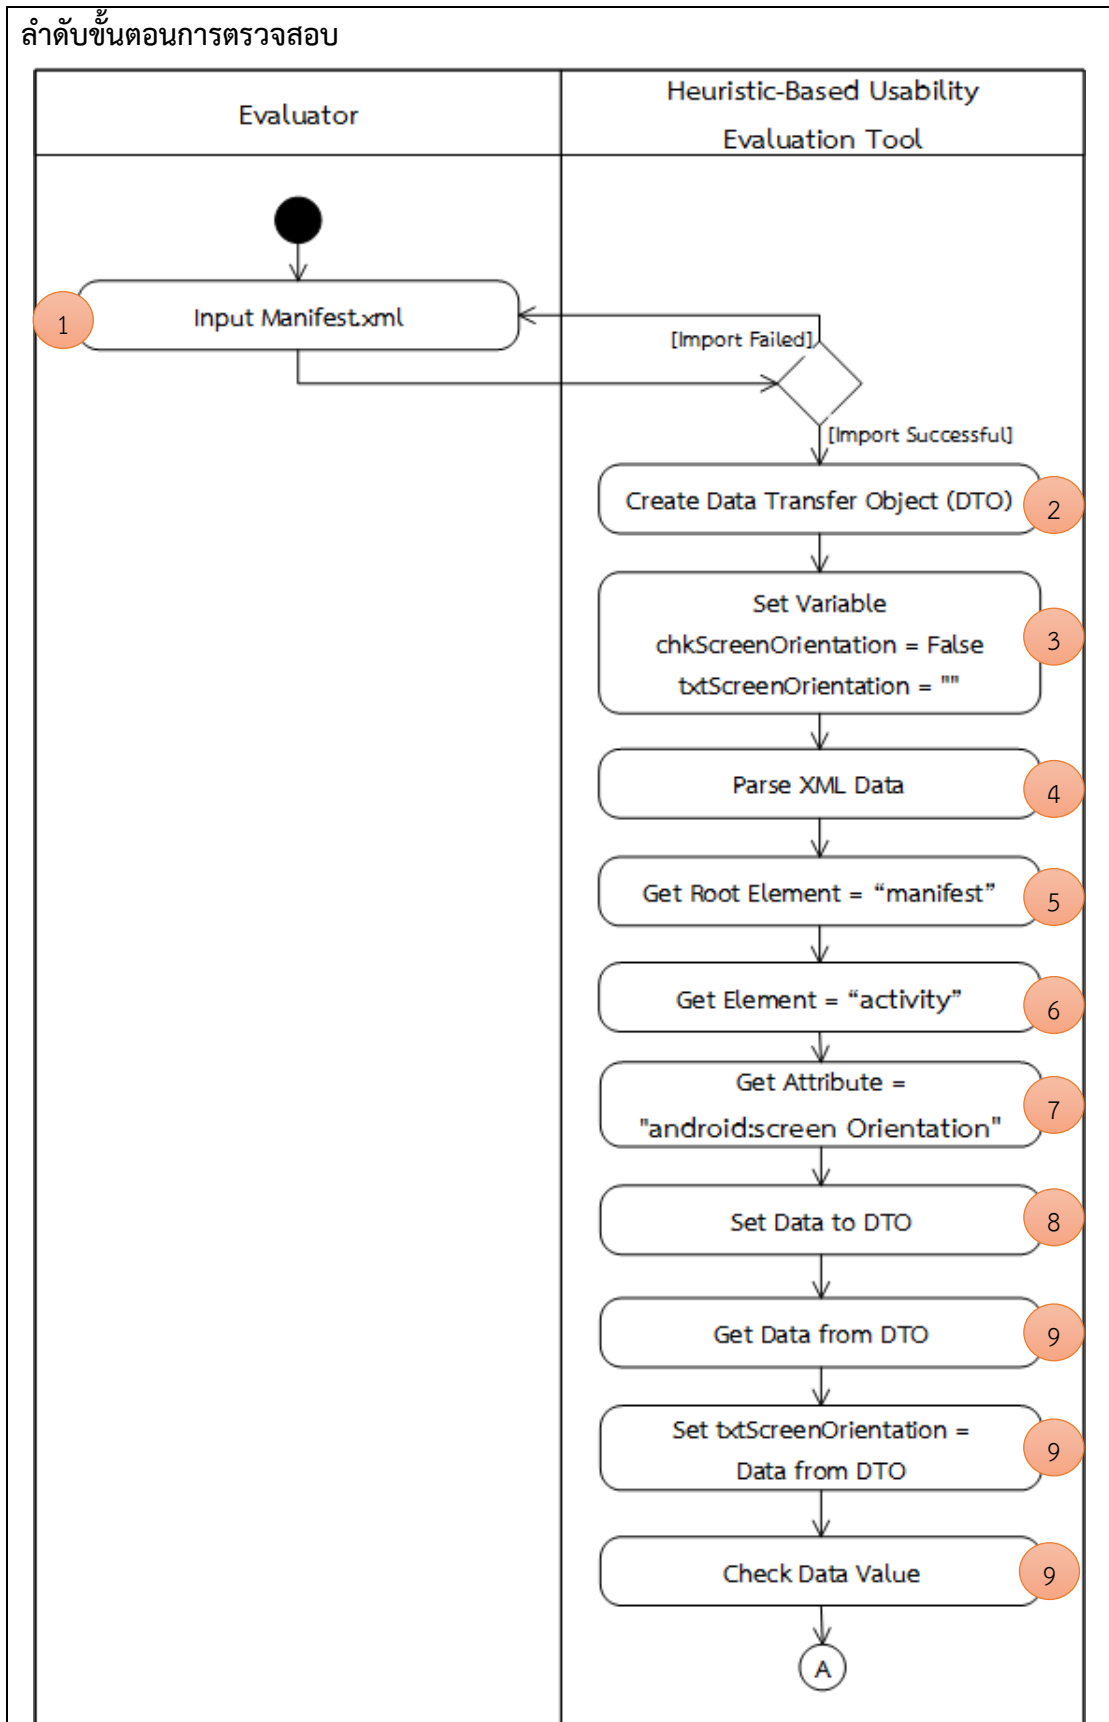 ลำดับขั้นตอนการตรวจสอบ
Evaluator
Heuristic-Based Usability
Evaluation Tool
1
Input Manifest.xml
[Import Failed]
[Import Successful]
Create Data Transfer Object (DTO)
2
Set Variable
chkScreenOrientation = False
txtScreenOrientation = ""
3
Parse XML Data
4
Get Root Element = “manifest”
5
Get Element = “activity”
6
Get Attribute =
"android:screen Orientation"
7
Set Data to DTO
8
Get Data from DTO
9
Set txtScreenOrientation =
Data from DTO
9
Check Data Value
9
A